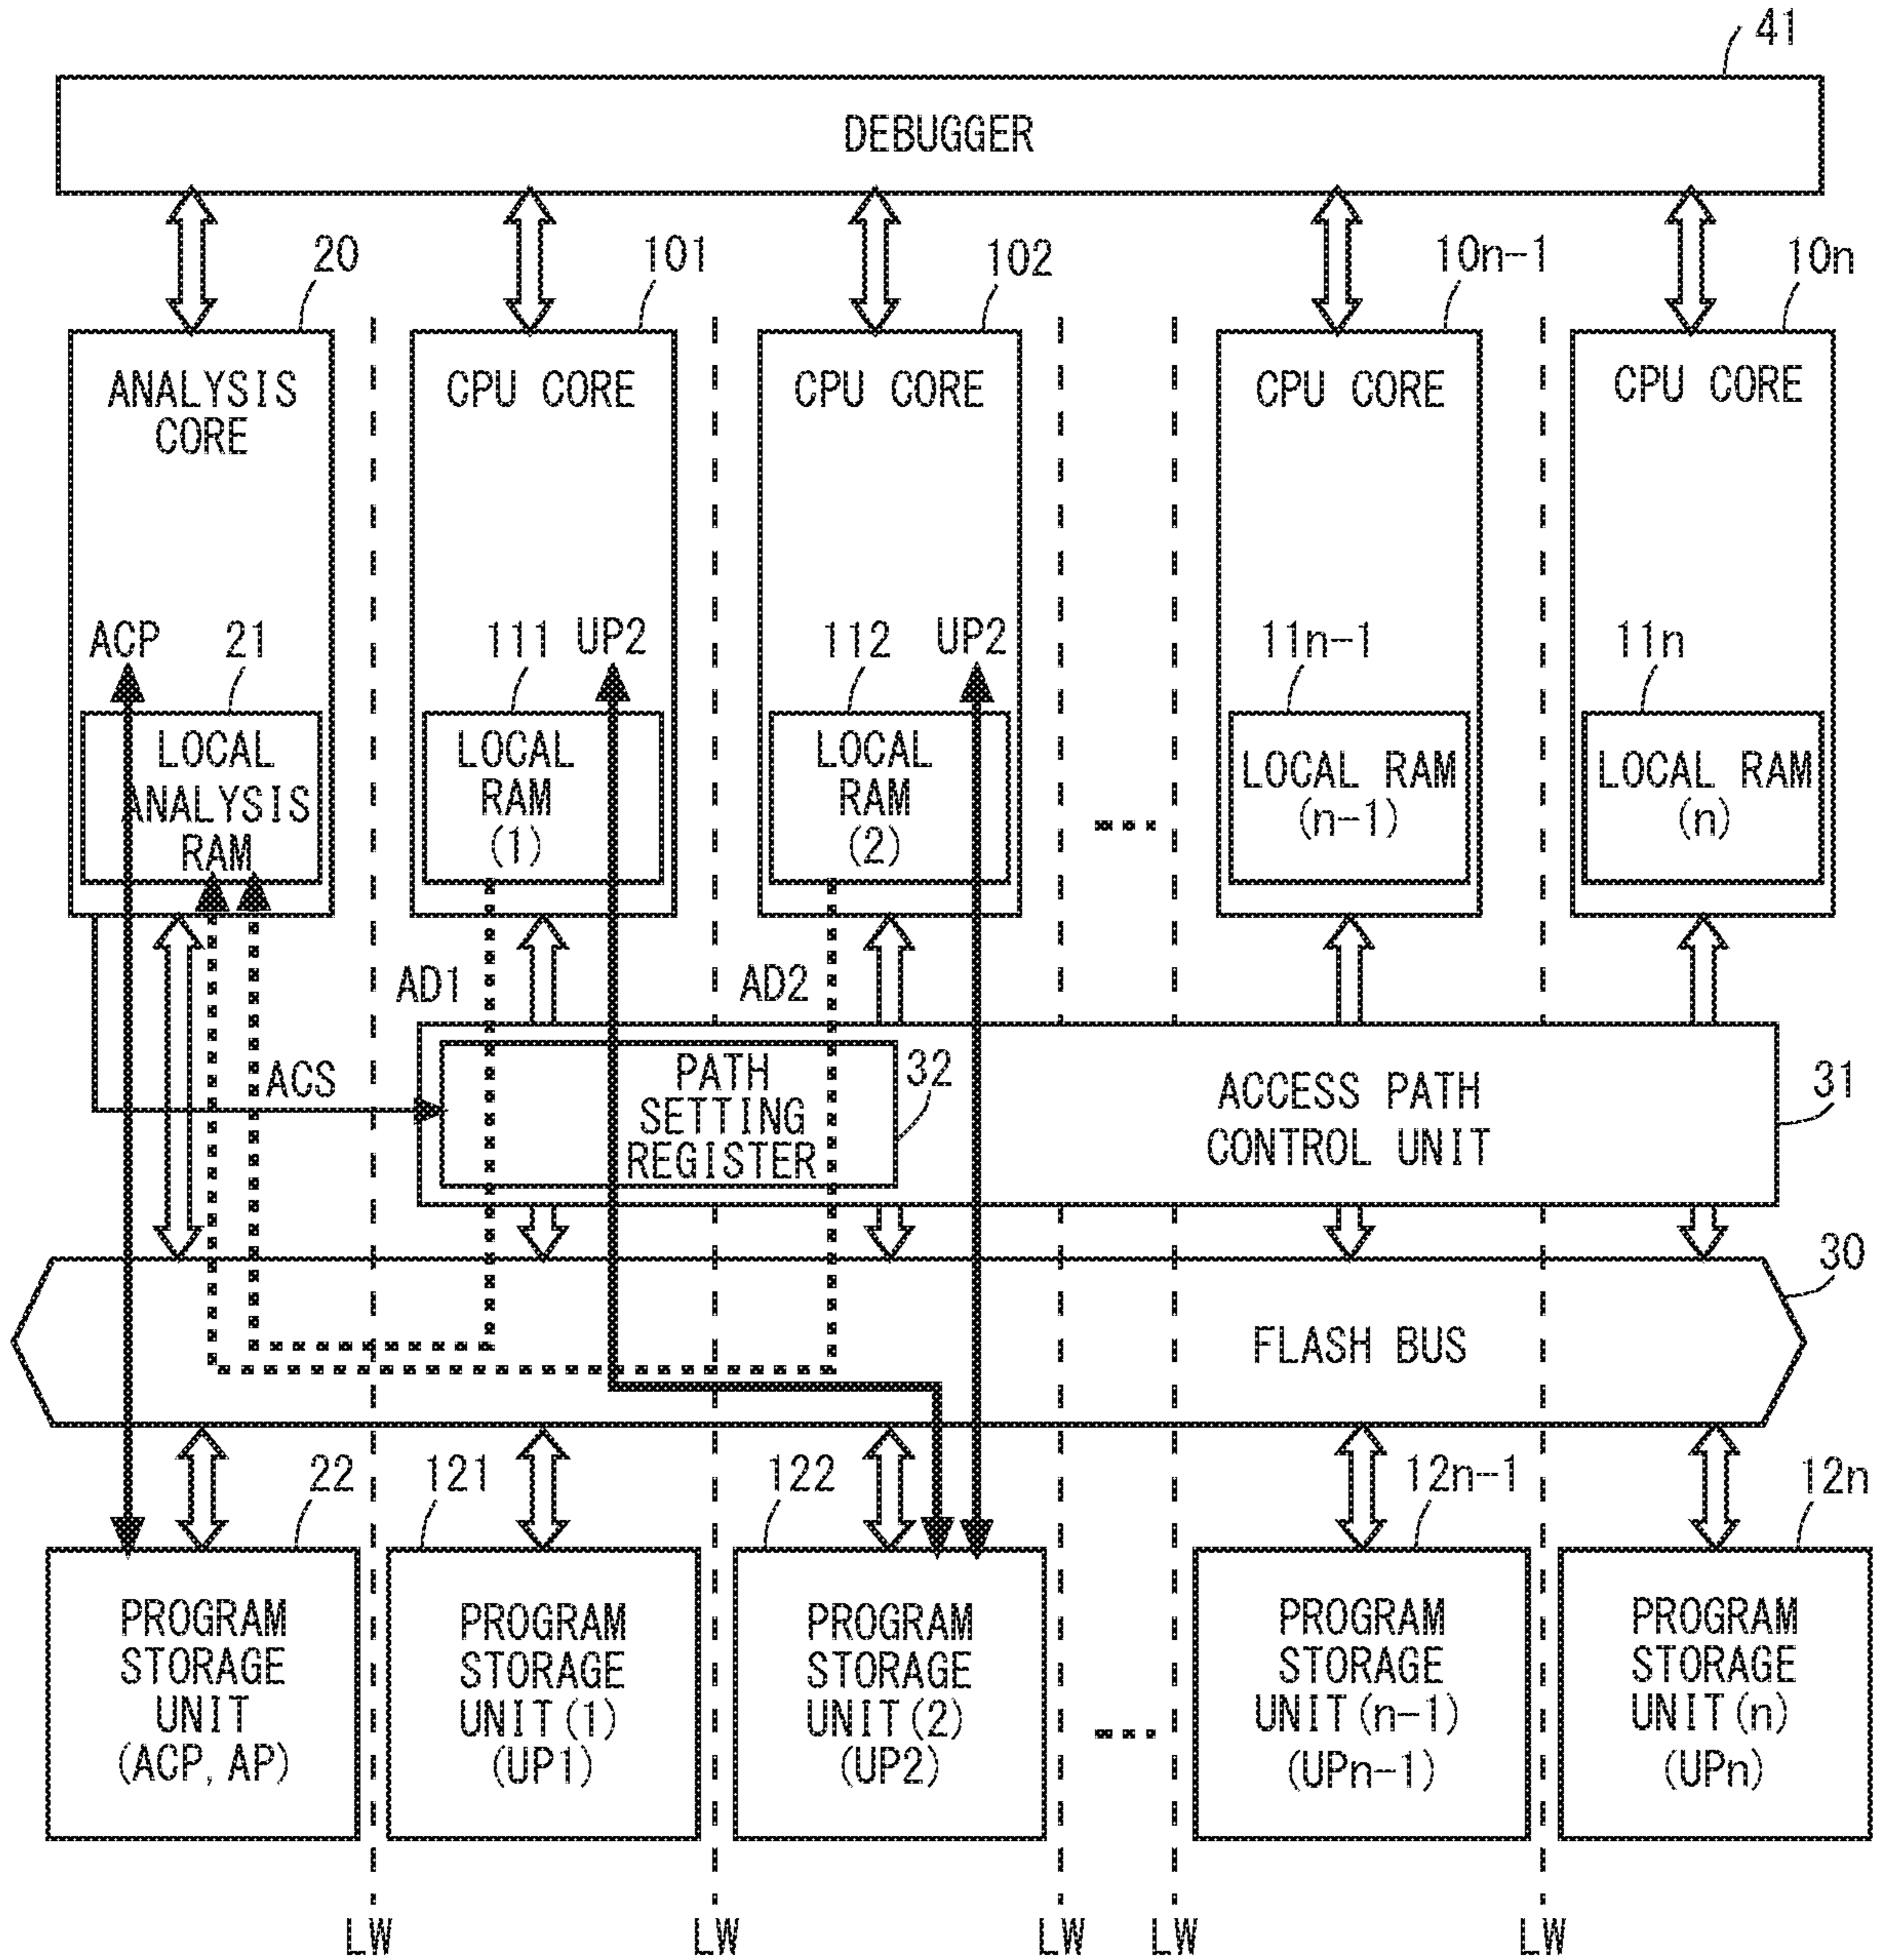 41
DEBUGGER
20
101
102
10n-1
10n
ANALYSIS
CORE
CPU CORE
CPU CORE
CPU CORE
CPU CORE
ACP
21
111
UP2
112
UP2
11n-1
11n
LOCAL
ANALYSIS
RAM
LOCAL
RAM
(1)
LOCAL
RAM
(2)
...
LOCAL RAM
(n-1)
LOCAL RAM
(n)
AD1
AD2
ACS
PATH
SETTING
REGISTER
32
ACCESS PATH
CONTROL UNIT
31
30
FLASH BUS
22
121
122
12n-1
12n
PROGRAM
STORAGE
UNIT
(ACP, AP)
PROGRAM
STORAGE
UNIT(1)
(UP1)
PROGRAM
STORAGE
UNIT(2)
(UP2)
...
PROGRAM
STORAGE
UNIT(n-1)
(UPn-1)
PROGRAM
STORAGE
UNIT(n)
(UPn)
LW
LW
LW
LW
LW